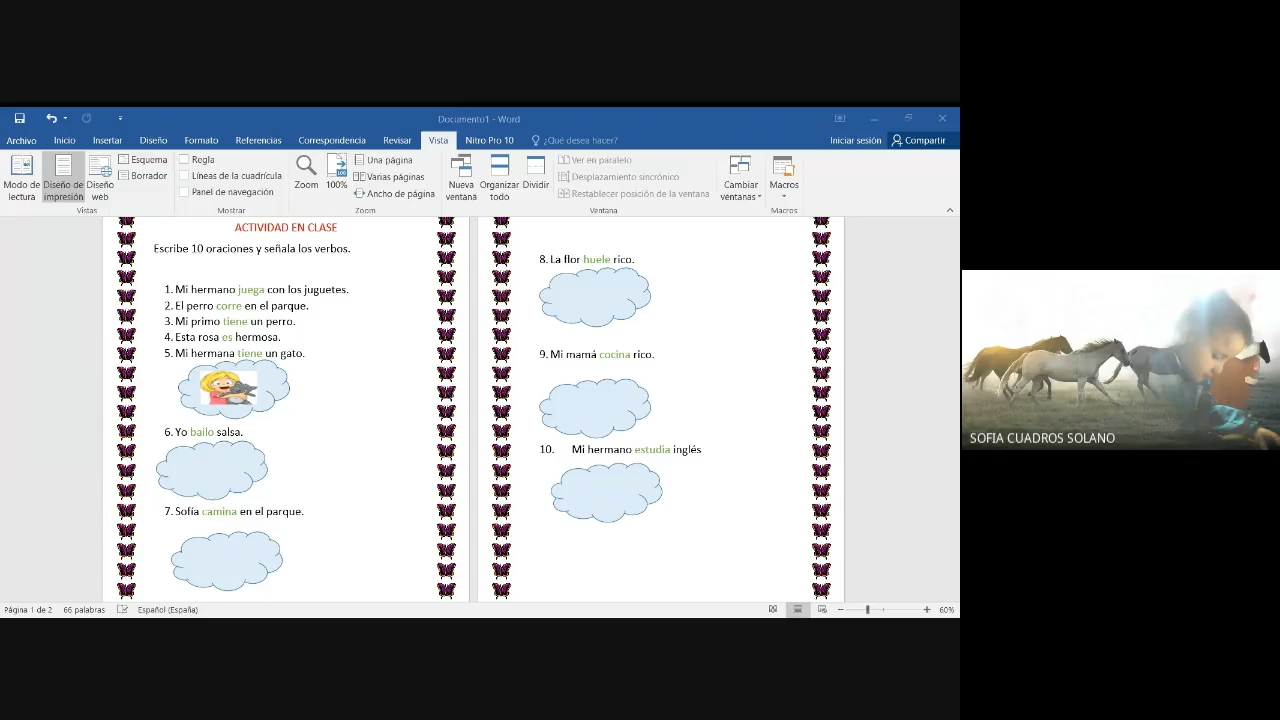 Documento1 - Word
Archivo Inicio Insertar Diseño Formato Referencias Correspondencia Revisar Vista Nitro Pro 10 ¿Qué desea hacer? Iniciar sesión Compartir
Modo de lectura
Diseño de impresión
Diseño web
Esquema
Borrador
Vistas
Regla
Líneas de la cuadrícula
Panel de navegación
Mostrar
Zoom
100%
Una página
Varias páginas
Ancho de página
Zoom
Nueva ventana
Organizar todo
Dividir
Ver en paralelo
Desplazamiento sincrónico
Restablecer posición de la ventana
Ventana
Cambiar ventanas
Macros
Macros
ACTIVIDAD EN CLASE
Escribe 10 oraciones y señala los verbos.
1. Mi hermano juega con los juguetes.
2. El perro corre en el parque.
3. Mi primo tiene un perro.
4. Esta rosa es hermosa.
5. Mi hermana tiene un gato.
6. Yo bailo salsa.
7. Sofía camina en el parque.
8. La flor huele rico.
9. Mi mamá cocina rico.
10. Mi hermano estudia inglés
SOFIA CUADROS SOLANO
Página 1 de 2 66 palabras Español (España) 60%